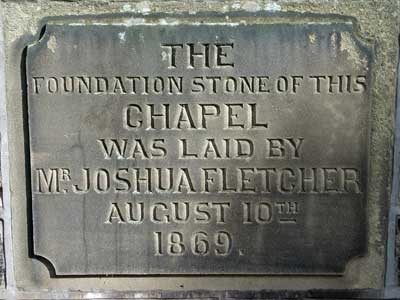 THE
FOUNDATION STONE OF THIS
CHAPEL
WAS LAID BY
MR. JOSHUA FLETCHER
AUGUST 10TH
1869.